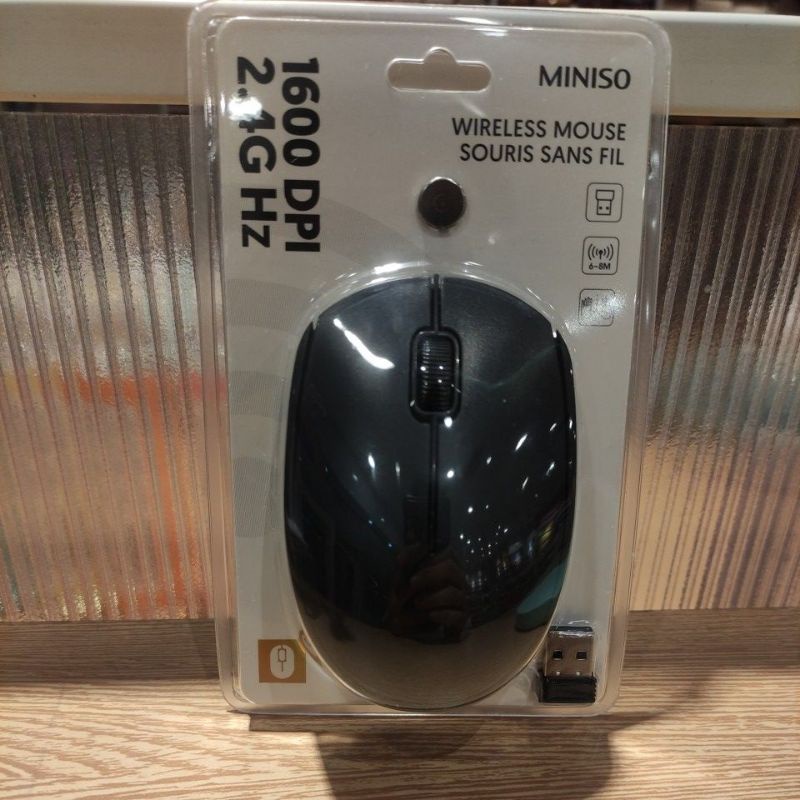 MINISO
WIRELESS MOUSE
SOURIS SANS FIL
1600 DPI
2.4G Hz
6-8M